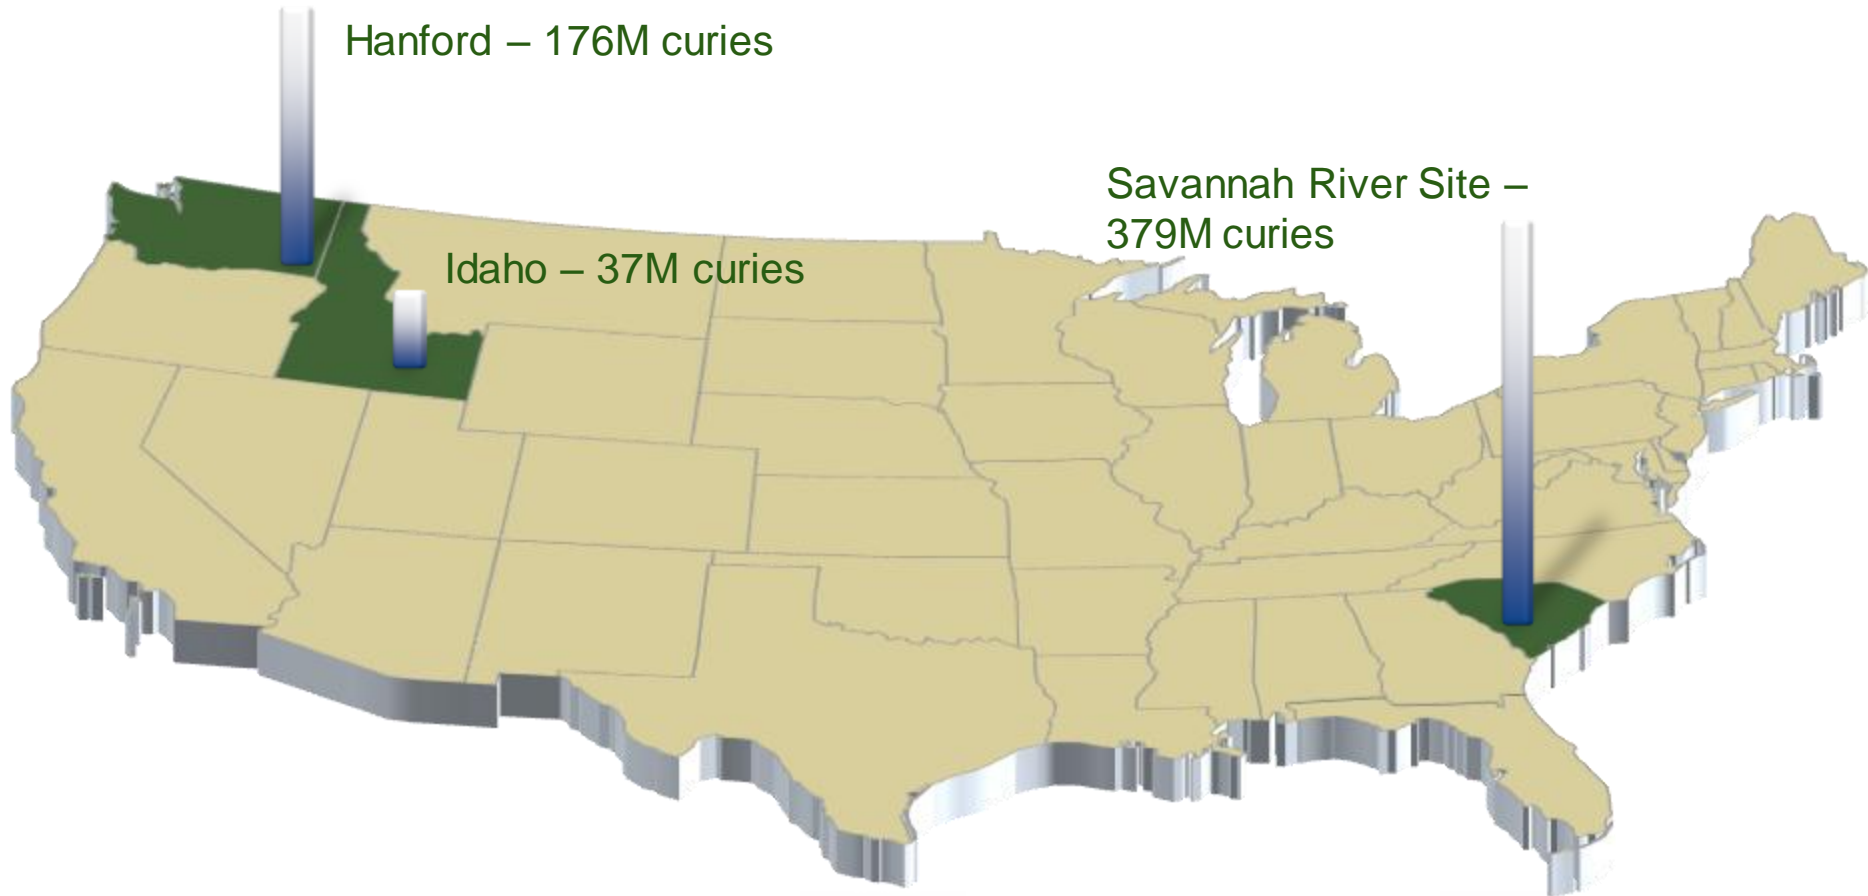 Hanford – 176M curies
Savannah River Site –
379M curies
Idaho – 37M curies